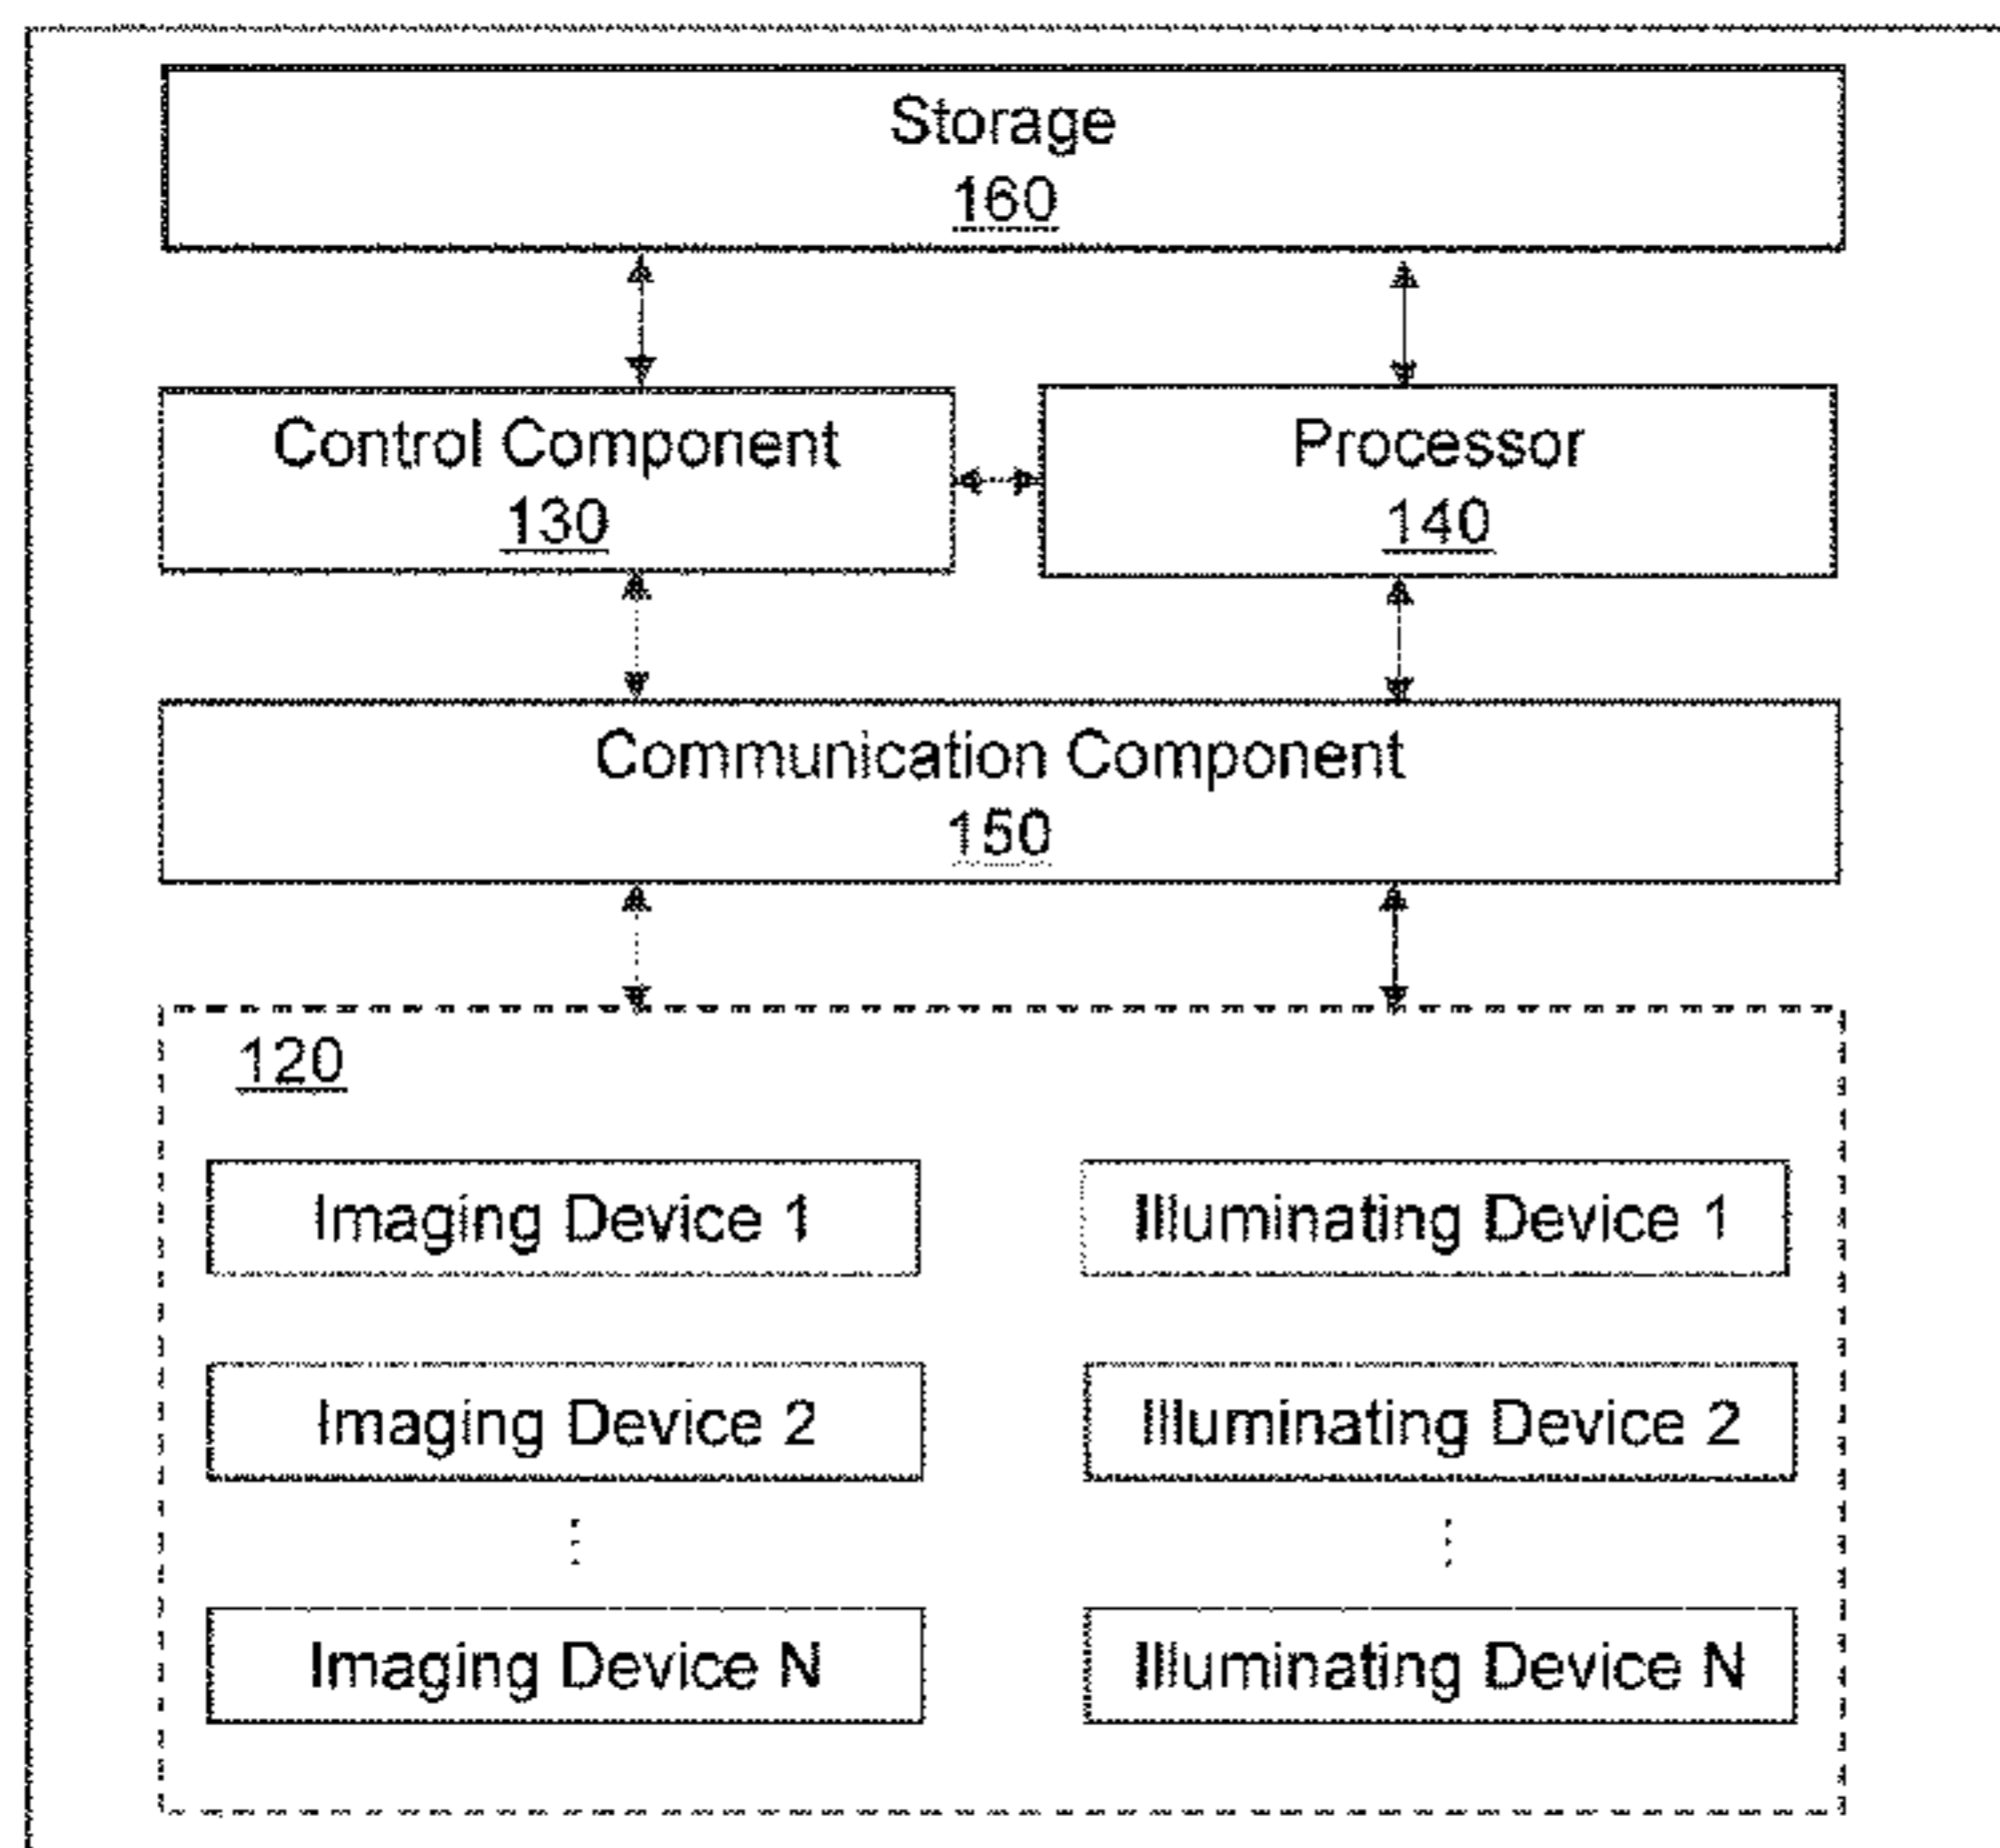 Storage
160
Control Component
130
Processor
140
Communication Component
150
120
Imaging Device 1
Illuminating Device 1
Imaging Device 2
Illuminating Device 2
Imaging Device N
Illuminating Device N